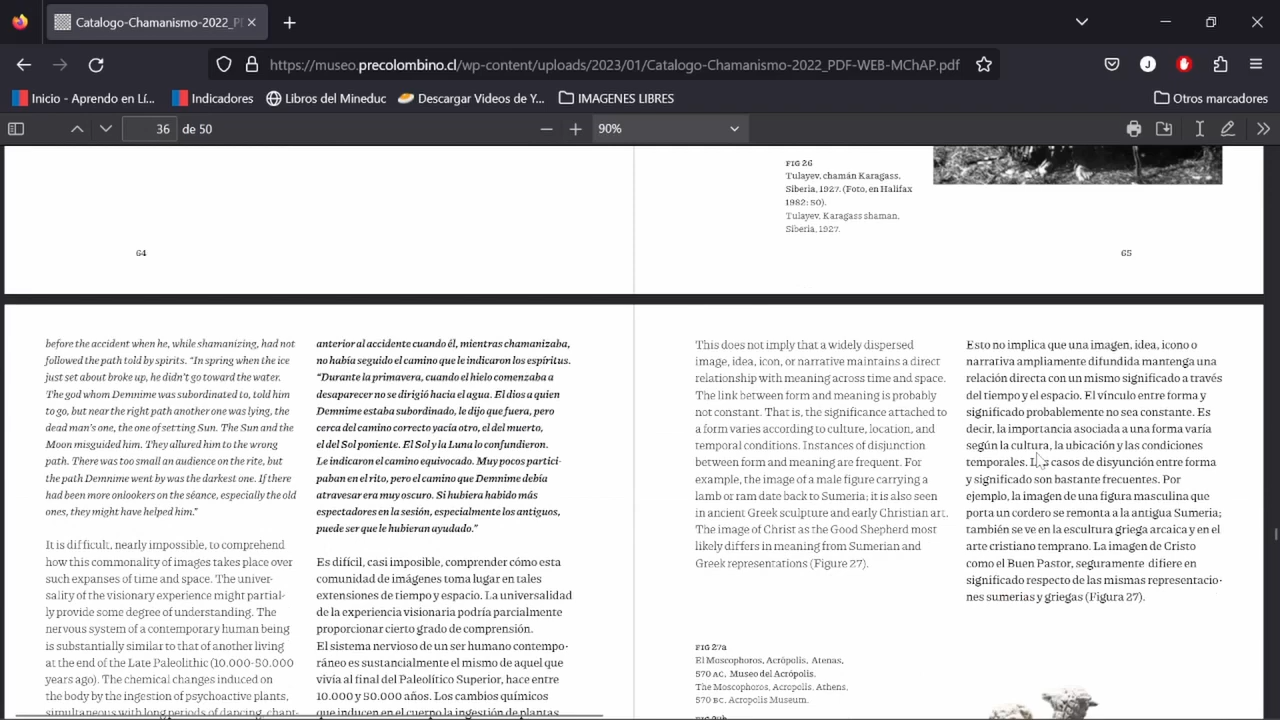 Catalogo-Chamanismo-2022_P
https://museo.precolombino.cl/wp-content/uploads/2023/01/Catalogo-Chamanismo-2022_PDF-WEB-MChAP.pdf
J
Inicio - Aprendo en Lí...
Indicadores
Libros del Mineduc
Descargar Videos de Y...
IMAGENES LIBRES
Otros marcadores
36 de 50
90%
FIG 26
Tulayev, chamán Karagass,
Siberia, 1927. (Foto, en Halifax
1982: 50).
Tulayev, Karagass shaman.
Siberia, 1927.
64
65
before the accident when he, while shamanizing, had not
followed the path told by spirits. “In spring when the ice
just set about broke up, he didn't go toward the water.
The god whom Demnime was subordinated to, told him
to go, but near the right path another one was lying, the
dead man's one, the one of setting Sun. The Sun and the
Moon misguided him. They allured him to the wrong
path. There was too small an audience on the rite, but
the path Demnime went by was the darkest one. If there
had been more onlookers on the séance, especially the old
ones, they might have helped him.”
It is difficult, nearly impossible, to comprehend
how this commonality of images takes place over
such expanses of time and space. The univer-
sality of the visionary experience might partial-
ly provide some degree of understanding. The
nervous system of a contemporary human being
is substantially similar to that of another living
at the end of the Late Paleolithic (10.000-50.000
years ago). The chemical changes induced on
the body by the ingestion of psychoactive plants,
simultaneous with long periods of dancing, chant-
anterior al accidente cuando él, mientras chamanizaba,
no había seguido el camino que le indicaron los espíritus.
“Durante la primavera, cuando el hielo comenzaba a
desaparecer no se dirigió hacia el agua. El dios a quien
Demnime estaba subordinado, le dijo que fuera, pero
cerca del camino correcto yacía otro, el del muerto,
el del Sol poniente. El Sol y la Luna lo confundieron.
Le indicaron el camino equivocado. Muy pocos partici-
paban en el rito, pero el camino que Demnime debía
atravesar era muy oscuro. Si hubiera habido más
espectadores en la sesión, especialmente los antiguos,
puede ser que le hubieran ayudado.”
Es difícil, casi imposible, comprender cómo esta
comunidad de imágenes toma lugar en tales
extensiones de tiempo y espacio. La universalidad
de la experiencia visionaria podría parcialmente
proporcionar cierto grado de comprensión.
El sistema nervioso de un ser humano contempo-
ráneo es sustancialmente el mismo de aquel que
vivía al final del Paleolítico Superior, hace entre
10.000 y 50.000 años. Los cambios químicos
que inducen en el cuerpo la ingestión de plantas
This does not imply that a widely dispersed
image, idea, icon, or narrative maintains a direct
relationship with meaning across time and space.
The link between form and meaning is probably
not constant. That is, the significance attached to
a form varies according to culture, location, and
temporal conditions. Instances of disjunction
between form and meaning are frequent. For
example, the image of a male figure carrying a
lamb or ram date back to Sumeria; it is also seen
in ancient Greek sculpture and early Christian art.
The image of Christ as the Good Shepherd most
likely differs in meaning from Sumerian and
Greek representations (Figure 27).
Esto no implica que una imagen, idea, icono o
narrativa ampliamente difundida mantenga una
relación directa con un mismo significado a través
del tiempo y el espacio. El vínculo entre forma y
significado probablemente no sea constante. Es
decir, la importancia asociada a una forma varía
según la cultura, la ubicación y las condiciones
temporales. Los casos de disyunción entre forma
y significado son bastante frecuentes. Por
ejemplo, la imagen de una figura masculina que
porta un cordero se remonta a la antigua Sumeria;
también se ve en la escultura griega arcaica y en el
arte cristiano temprano. La imagen de Cristo
como el Buen Pastor, seguramente difiere en
significado respecto de las mismas representacio-
nes sumerias y griegas (Figura 27).
FIG 27a
El Moscophoros, Acrópolis, Atenas,
570 AC. Museo del Acrópolis.
The Moschophoros, Acropolis, Athens,
570 BC. Acropolis Museum.
FIG 27b